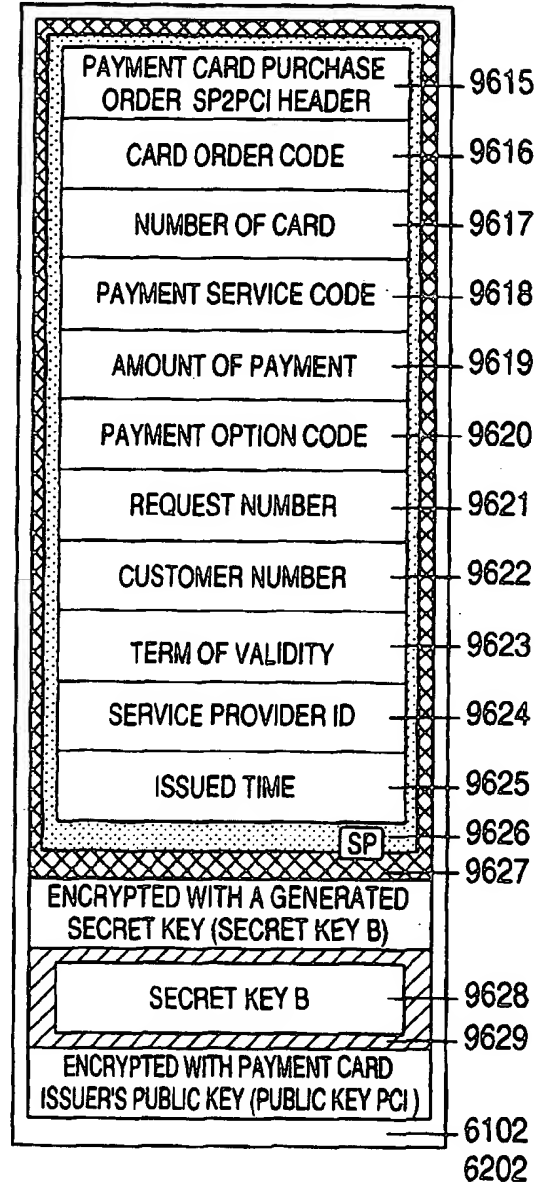 PAYMENT CARD PURCHASE
ORDER SP2PCI HEADER
9615
CARD ORDER CODE
9616
NUMBER OF CARD
9617
PAYMENT SERVICE CODE
9618
AMOUNT OF PAYMENT
9619
PAYMENT OPTION CODE
9620
REQUEST NUMBER
9621
CUSTOMER NUMBER
9622
TERM OF VALIDITY
9623
SERVICE PROVIDER ID
9624
ISSUED TIME
9625
SP
9626
9627
ENCRYPTED WITH A GENERATED
SECRET KEY (SECRET KEY B)
SECRET KEY B
9628
9629
ENCRYPTED WITH PAYMENT CARD
ISSUER'S PUBLIC KEY (PUBLIC KEY PCI)
6102
6202